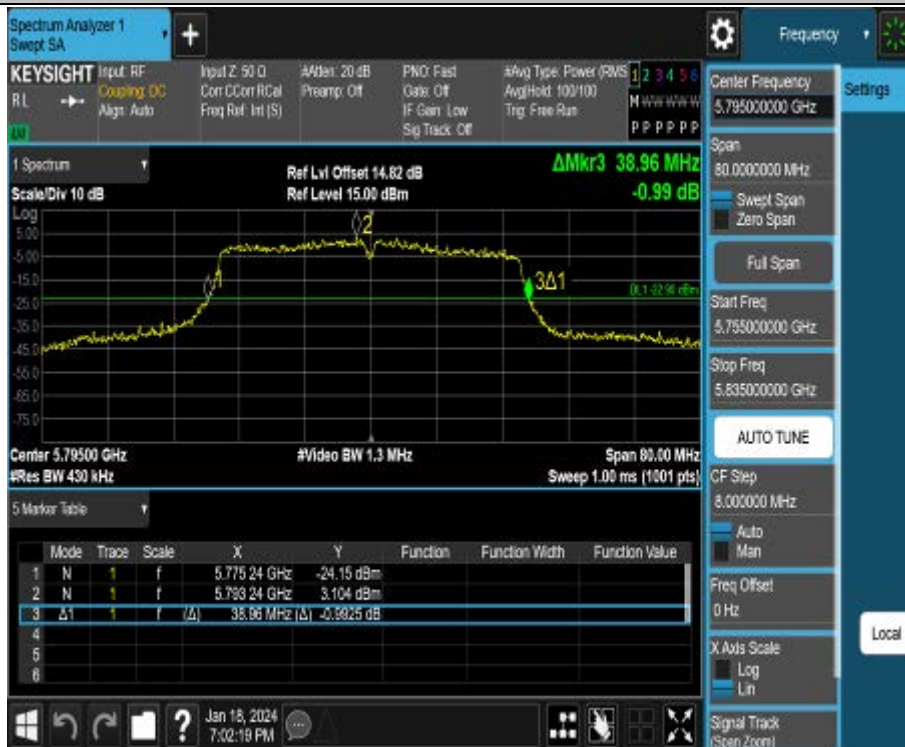 Spectrum Analyzer 1
Swept SA
Frequency
KEYSIGHT
RL
Input: RF
Coupling: DC
Align: Auto
Input Z: 50 Ω
Corr CCorr RCal
Freq Ref: Int (S)
#Atten: 20 dB
Preamp: Off
PNO: Fast
Gate: Off
IF Gain: Low
Sig Track: Off
#Avg Type: Power (RMS
Avg|Hold: 100/100
Trig: Free Run
1 2 3 4 5 6
M W W W W W
P P P P P P
1 Spectrum
Scale/Div 10 dB
Ref Lvl Offset 14.82 dB
Ref Level 15.00 dBm
ΔMkr3 38.96 MHz
-0.99 dB
Log
5.00
-5.00
-15.0
-25.0
-35.0
-45.0
-55.0
-65.0
-75.0
1
2
3Δ1
DL1 -22.90 dBm
Center 5.79500 GHz
#Video BW 1.3 MHz
Span 80.00 MHz
#Res BW 430 kHz
Sweep 1.00 ms (1001 pts)
5 Marker Table
Mode Trace Scale X Y Function Function Width Function Value
1 N 1 f 5.775 24 GHz -24.15 dBm
2 N 1 f 5.793 24 GHz 3.104 dBm
3 Δ1 1 f (Δ) 38.96 MHz (Δ) -0.9925 dB
4
5
6
Jan 18, 2024
7:02:19 PM
Center Frequency
5.795000000 GHz
Settings
Span
80.0000000 MHz
Swept Span
Zero Span
Full Span
Start Freq
5.755000000 GHz
Stop Freq
5.835000000 GHz
AUTO TUNE
CF Step
8.000000 MHz
Auto
Man
Freq Offset
0 Hz
X Axis Scale
Log
Lin
Local
Signal Track
(Span Zoom)